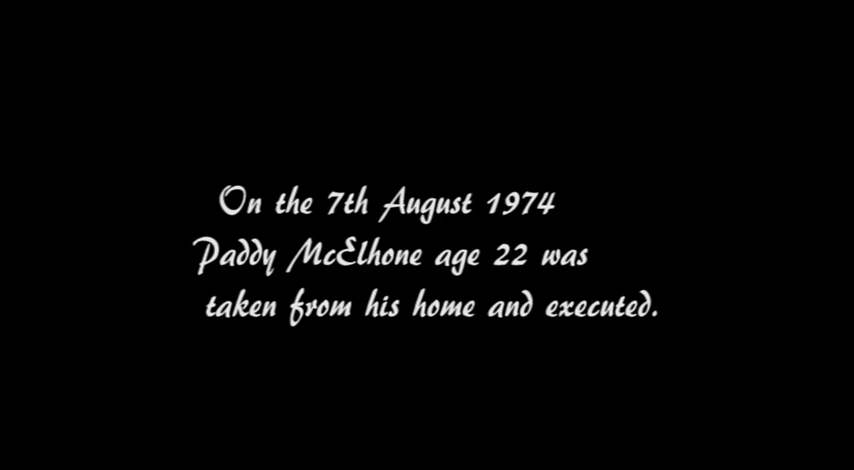 On the 7th August 1974
Paddy McElhone age 22 was
taken from his home and executed.